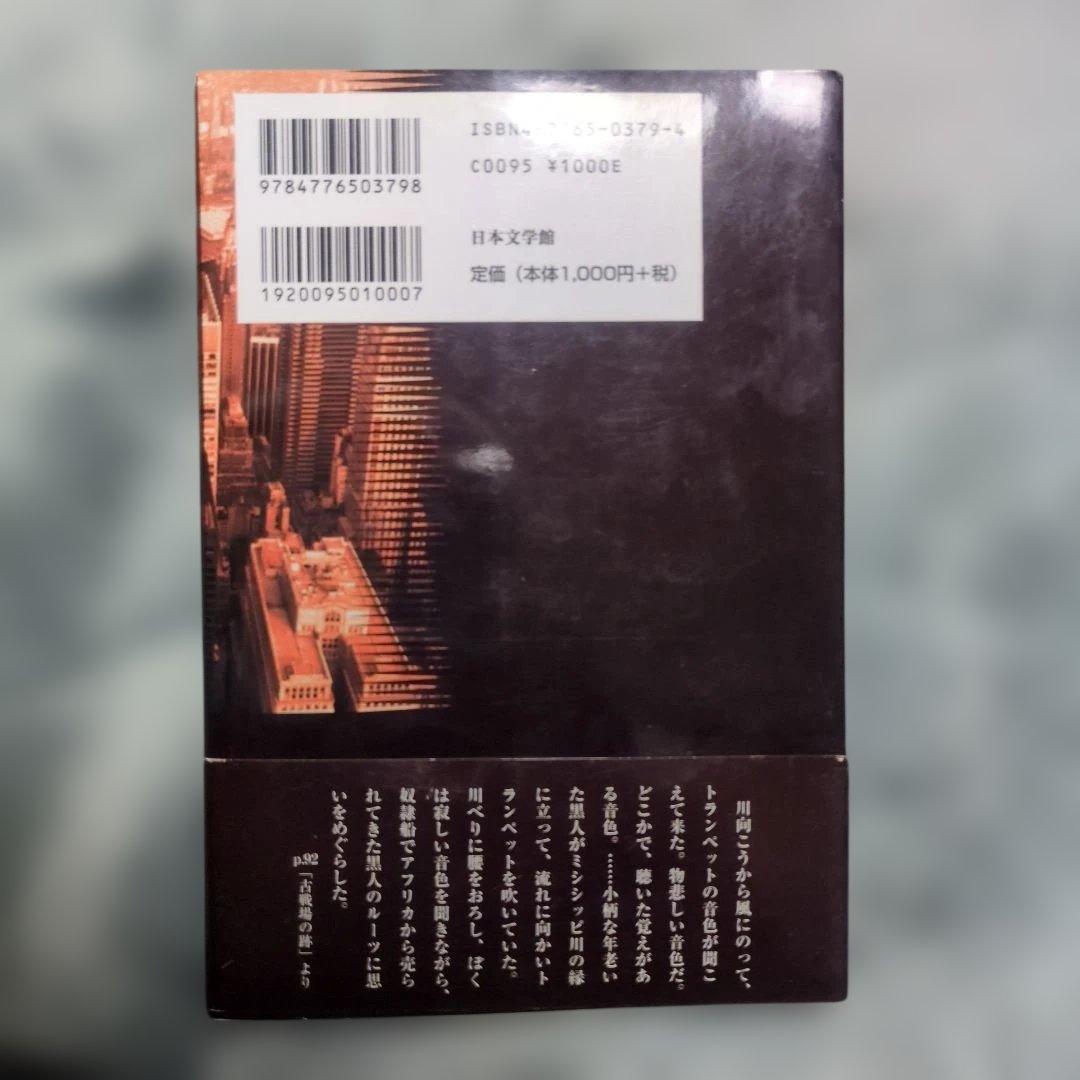 9784776503798
ISBN4-7765-0379-4
C0095 ¥1000E
1920095010007
日本文学館
定価(本体1,000円+税)
川向こうから風にのって、
トランペットの音色が聞こ
えて来た。物悲しい音色だ。
どこかで、聴いた覚えがあ
る音色。……小柄な年老い
た黒人がミシシッピ川の縁
に立って、流れに向かいト
ランペットを吹いていた。
川べりに腰をおろし、ぼく
は寂しい音色を聞きながら、
奴隷船でアフリカから売ら
れてきた黒人のルーツに思
いをめぐらした。
p.92「古戦場の跡」より